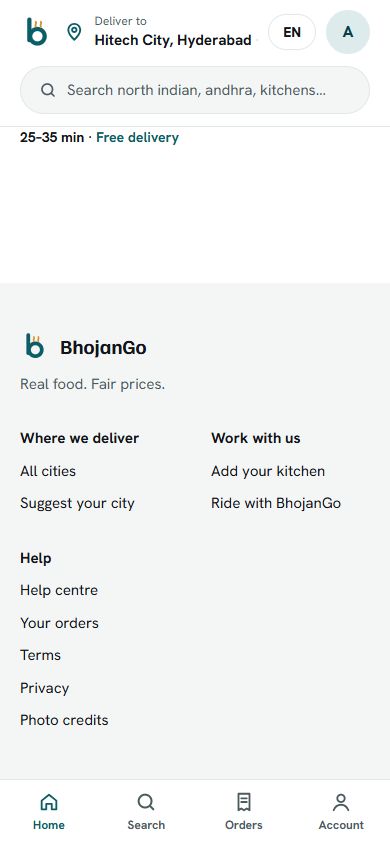 Deliver to
Hitech City, Hyderabad
EN
A
Search north indian, andhra, kitchens...
25–35 min · Free delivery
BhojanGo
Real food. Fair prices.
Where we deliver
All cities
Suggest your city
Work with us
Add your kitchen
Ride with BhojanGo
Help
Help centre
Your orders
Terms
Privacy
Photo credits
Home
Search
Orders
Account